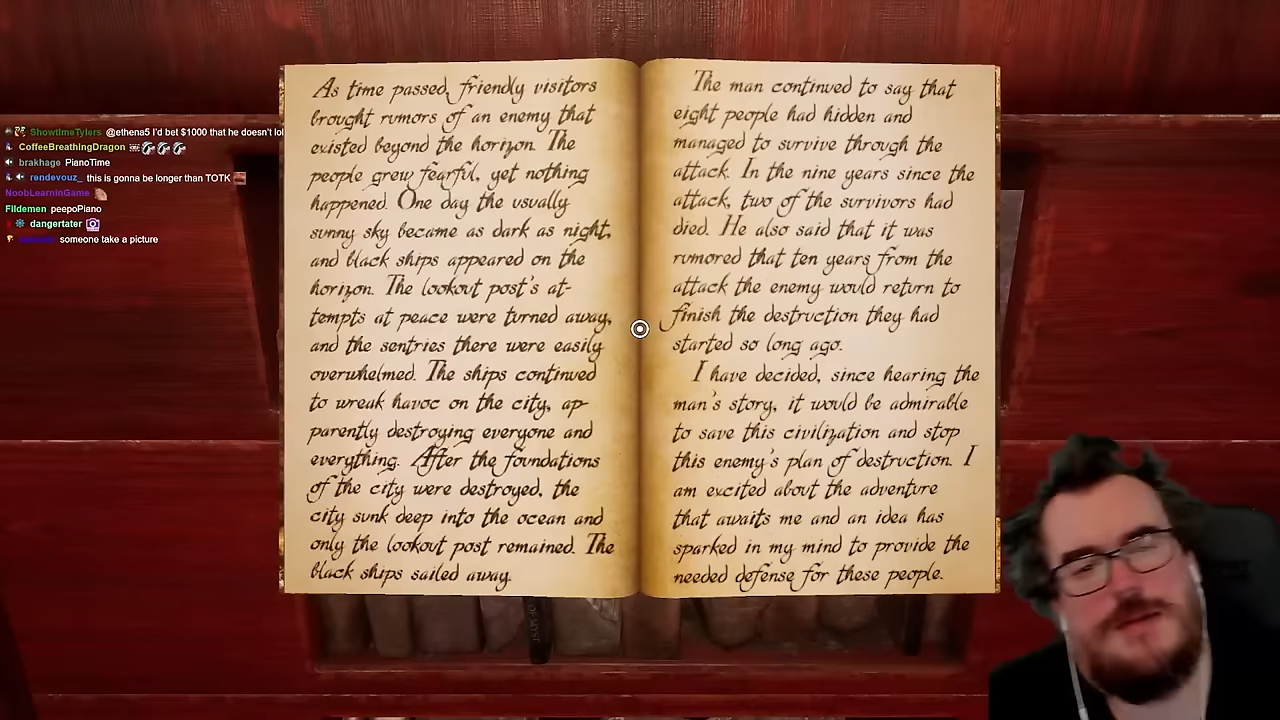 ShowtimeTylers @ethena5 I'd bet $1000 that he doesn't lol
CoffeeBreathingDragon
brakhage PianoTime
rendevouz_ this is gonna be longer than TOTK
NoobLearninGame
Fildemen peepoPiano
dangertater
someone take a picture
As time passed, friendly visitors
brought rumors of an enemy that
existed beyond the horizon. The
people grew fearful, yet nothing
happened. One day the usually
sunny sky became as dark as night,
and black ships appeared on the
horizon. The lookout post's at-
tempts at peace were turned away,
and the sentries there were easily
overwhelmed. The ships continued
to wreak havoc on the city, ap-
parently destroying everyone and
everything. After the foundations
of the city were destroyed, the
city sunk deep into the ocean and
only the lookout post remained. The
black ships sailed away.
The man continued to say that
eight people had hidden and
managed to survive through the
attack. In the nine years since the
attack, two of the survivors had
died. He also said that it was
rumored that ten years from the
attack the enemy would return to
finish the destruction they had
started so long ago.
I have decided, since hearing the
man's story, it would be admirable
to save this civilization and stop
this enemy's plan of destruction. I
am excited about the adventure
that awaits me and an idea has
sparked in my mind to provide the
needed defense for these people.
OF MYST